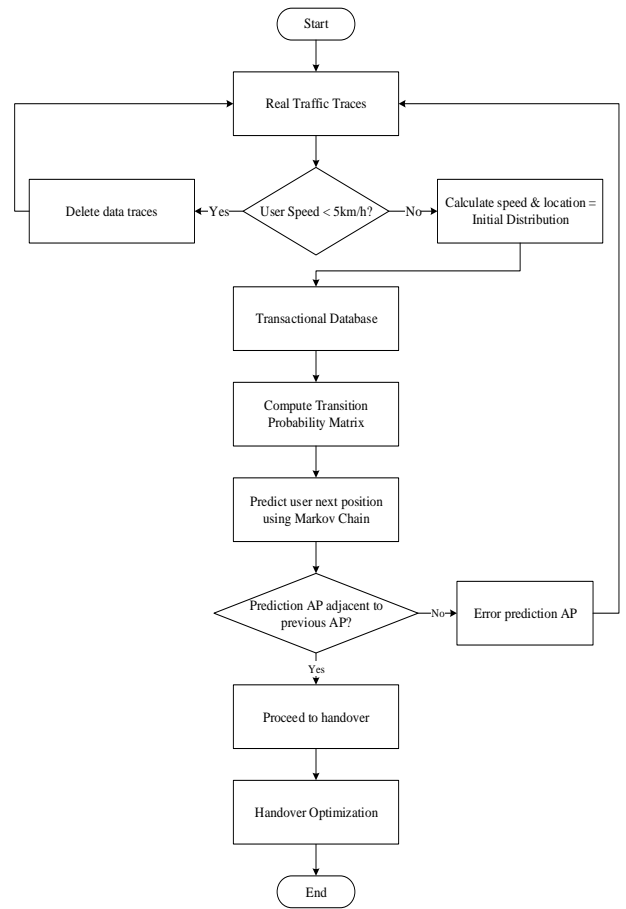 Start
Real Traffic Traces
Delete data traces
Yes
User Speed < 5km/h?
No
Calculate speed & location =
Initial Distribution
Transactional Database
Compute Transition
Probability Matrix
Predict user next position
using Markov Chain
Prediction AP adjacent to
previous AP?
No
Error prediction AP
Yes
Proceed to handover
Handover Optimization
End